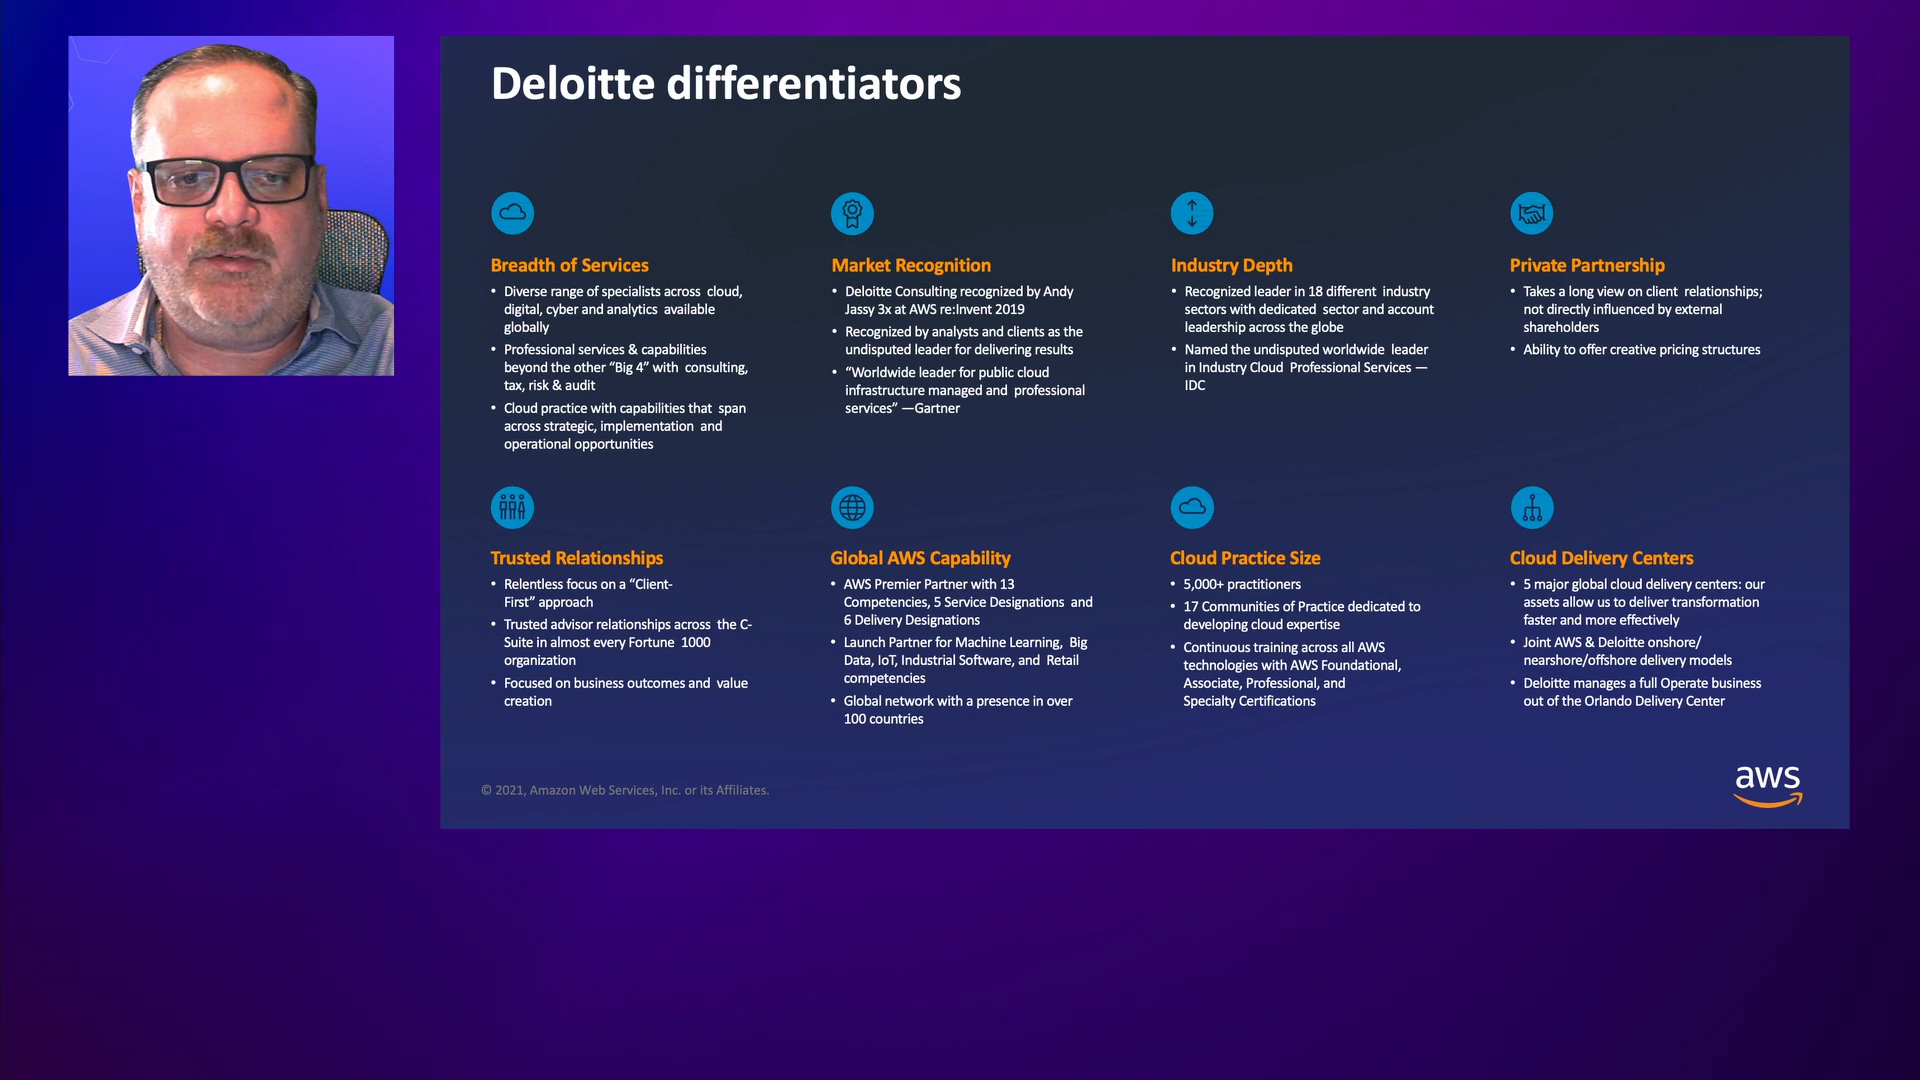 Deloitte differentiators
Breadth of Services
• Diverse range of specialists across cloud,
digital, cyber and analytics available
globally
• Professional services & capabilities
beyond the other “Big 4” with consulting,
tax, risk & audit
• Cloud practice with capabilities that span
across strategic, implementation and
operational opportunities
Market Recognition
• Deloitte Consulting recognized by Andy
Jassy 3x at AWS re:Invent 2019
• Recognized by analysts and clients as the
undisputed leader for delivering results
• “Worldwide leader for public cloud
infrastructure managed and professional
services” —Gartner
Industry Depth
• Recognized leader in 18 different industry
sectors with dedicated sector and account
leadership across the globe
• Named the undisputed worldwide leader
in Industry Cloud Professional Services —
IDC
Private Partnership
• Takes a long view on client relationships;
not directly influenced by external
shareholders
• Ability to offer creative pricing structures
Trusted Relationships
• Relentless focus on a “Client-
First” approach
• Trusted advisor relationships across the C-
Suite in almost every Fortune 1000
organization
• Focused on business outcomes and value
creation
Global AWS Capability
• AWS Premier Partner with 13
Competencies, 5 Service Designations and
6 Delivery Designations
• Launch Partner for Machine Learning, Big
Data, IoT, Industrial Software, and Retail
competencies
• Global network with a presence in over
100 countries
Cloud Practice Size
• 5,000+ practitioners
• 17 Communities of Practice dedicated to
developing cloud expertise
• Continuous training across all AWS
technologies with AWS Foundational,
Associate, Professional, and
Specialty Certifications
Cloud Delivery Centers
• 5 major global cloud delivery centers: our
assets allow us to deliver transformation
faster and more effectively
• Joint AWS & Deloitte onshore/
nearshore/offshore delivery models
• Deloitte manages a full Operate business
out of the Orlando Delivery Center
© 2021, Amazon Web Services, Inc. or its Affiliates.
aws